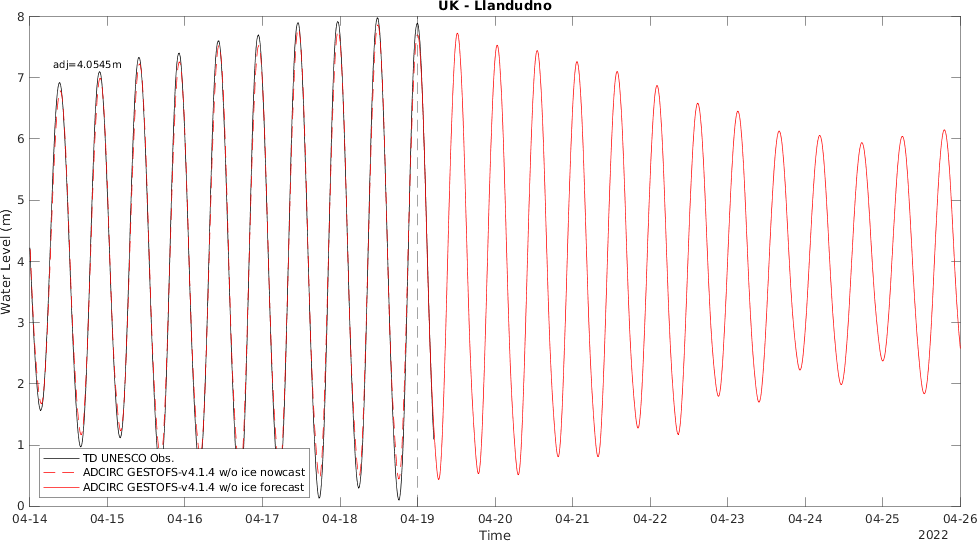 UK - Llandudno
8
adj=4.0545m
7
6
5
4
3
2
1
0
Water Level (m)
TD UNESCO Obs.
ADCIRC GESTOFS-v4.1.4 w/o ice nowcast
ADCIRC GESTOFS-v4.1.4 w/o ice forecast
04-14 04-15 04-16 04-17 04-18 04-19 04-20 04-21 04-22 04-23 04-24 04-25 04-26
Time
2022